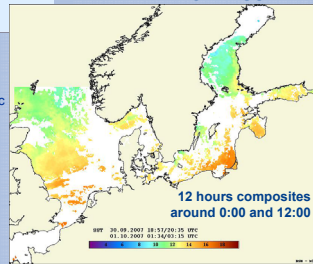 C
12 hours composites
around 0:00 and 12:00
SST 30.09.2007 18:57/20:35 UTC
01.10.2007 01:34/03:15 UTC